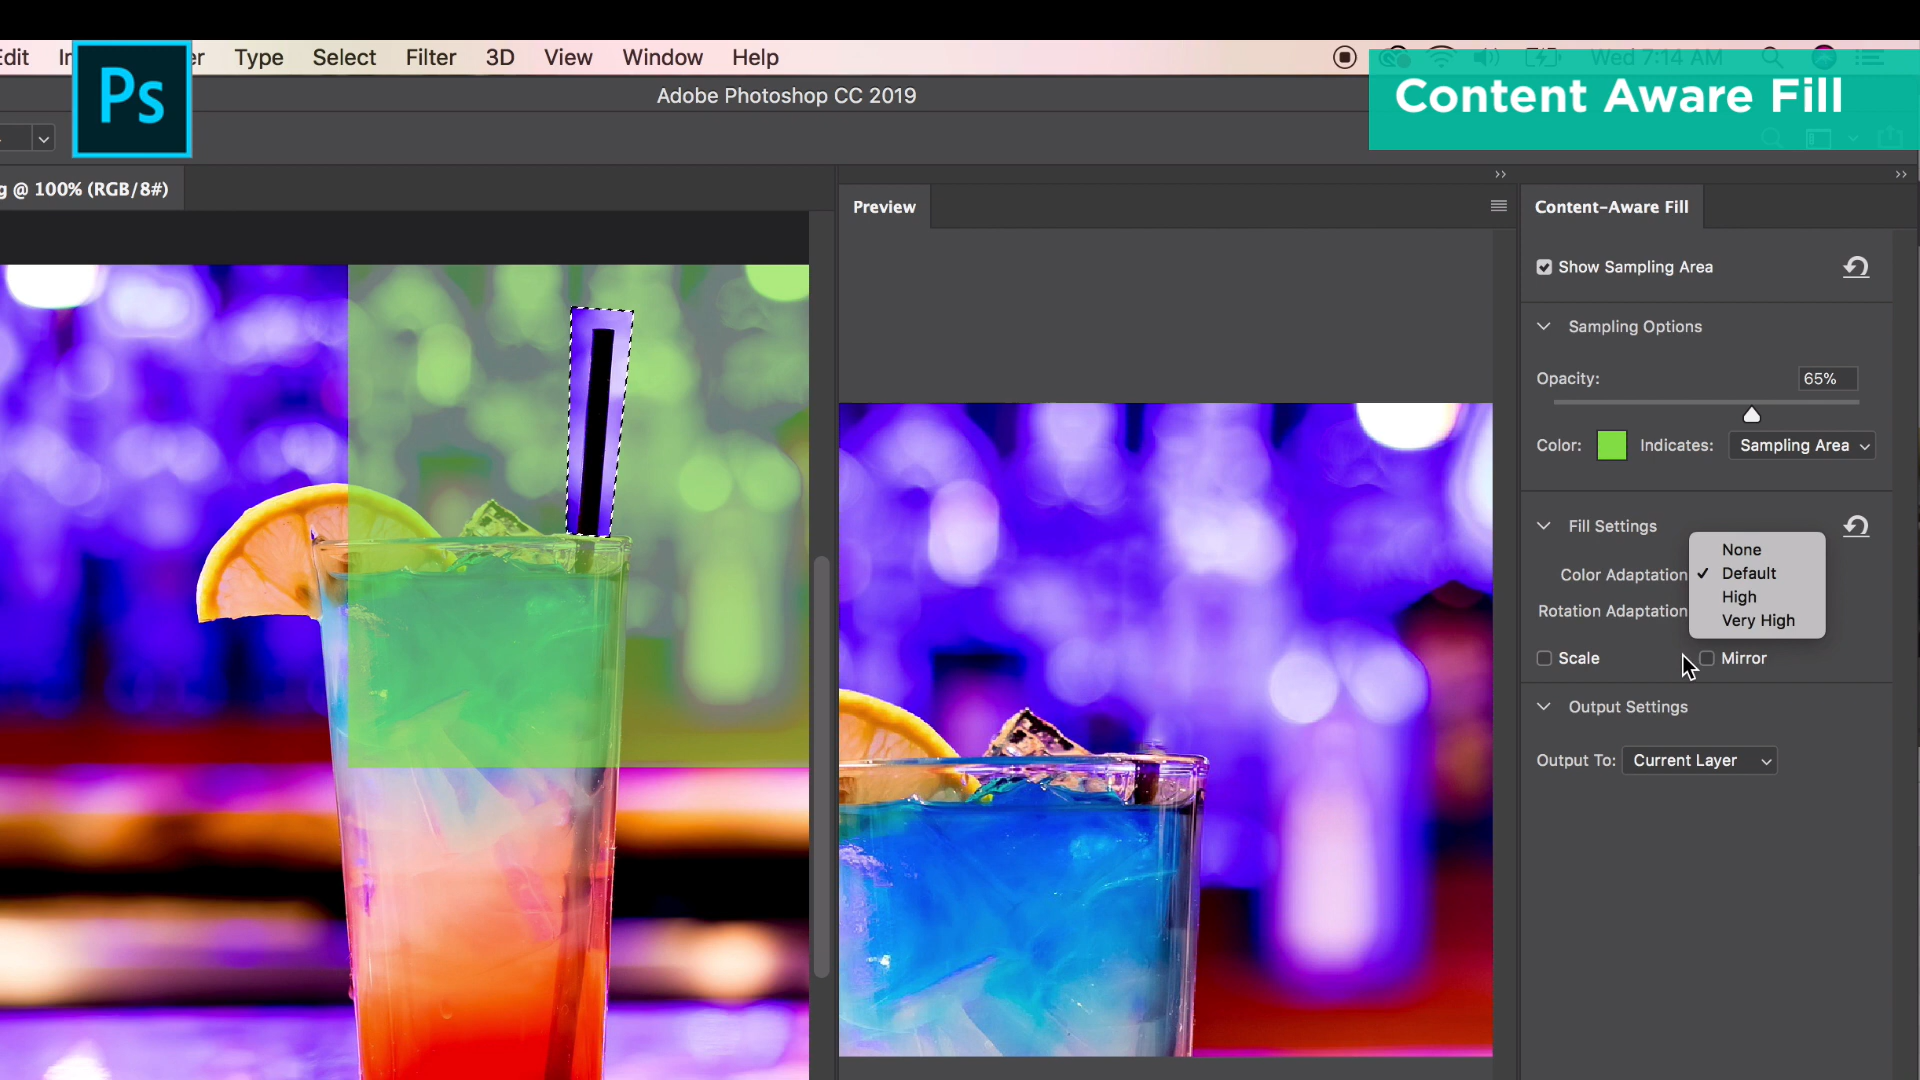 Edit
Type Select Filter 3D View Window Help
Wed 7:14 AM
Ps
Adobe Photoshop CC 2019
Content Aware Fill
g @ 100% (RGB/8#)
Preview
Content-Aware Fill
Show Sampling Area
Sampling Options
Opacity: 65%
Color: Indicates: Sampling Area
Fill Settings
None
Color Adaptation ✓ Default
High
Rotation Adaptation
Very High
Scale Mirror
Output Settings
Output To: Current Layer